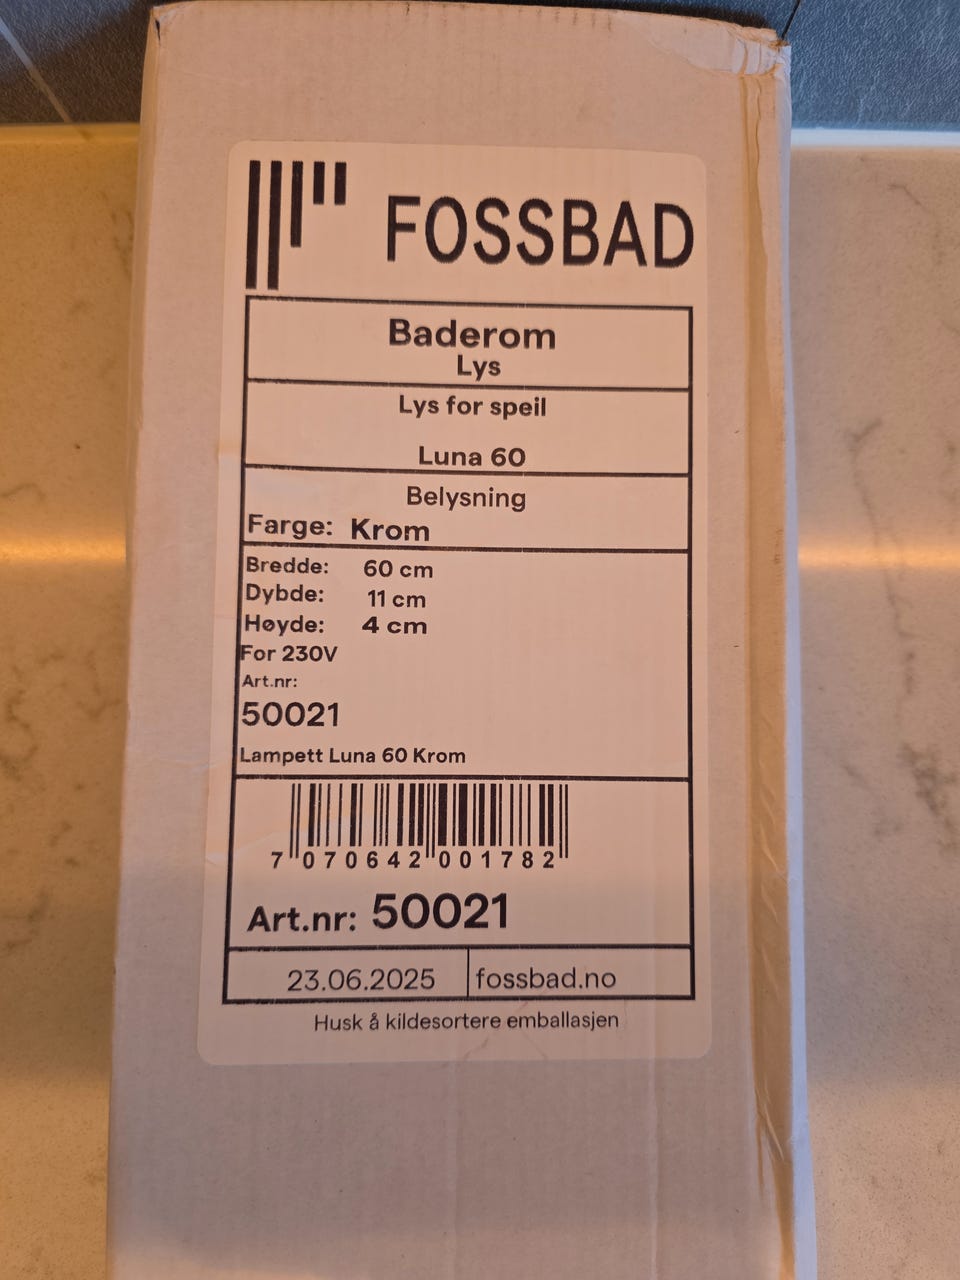 FOSSBAD
Baderom
Lys
Lys for speil
Luna 60
Belysning
Farge: Krom
Bredde: 60 cm
Dybde: 11 cm
Høyde: 4 cm
For 230V
Art.nr:
50021
Lampett Luna 60 Krom
7 070642 001782
Art.nr: 50021
23.06.2025 fossbad.no
Husk å kildesortere emballasjen